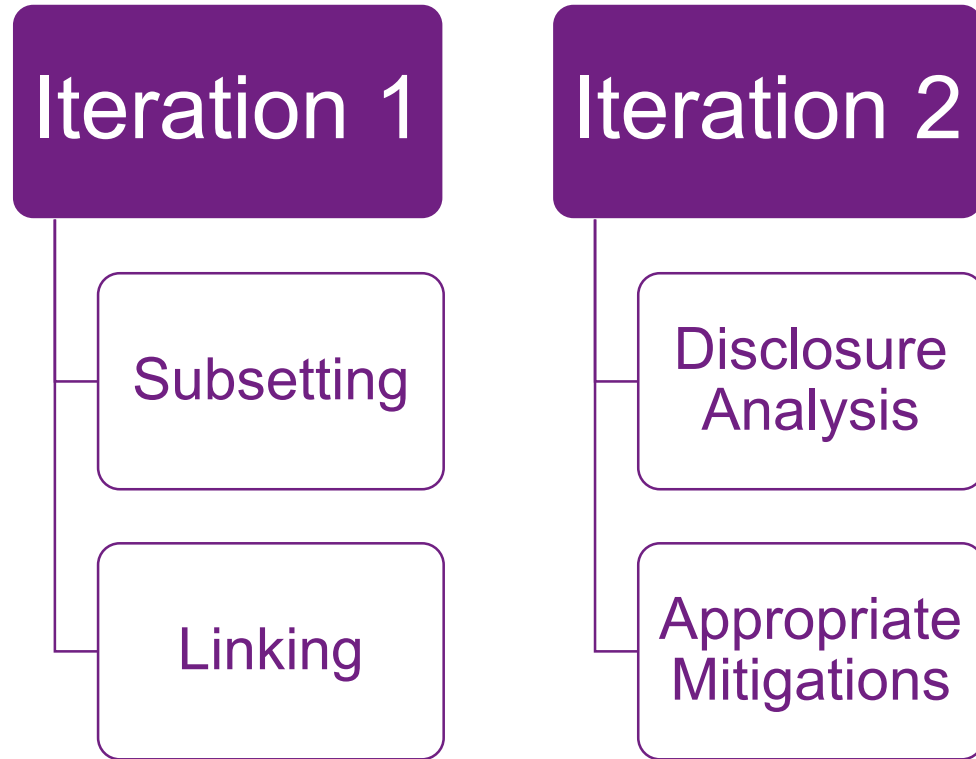 Iteration 1
Subsetting
Linking
Iteration 2
Disclosure
Analysis
Appropriate
Mitigations